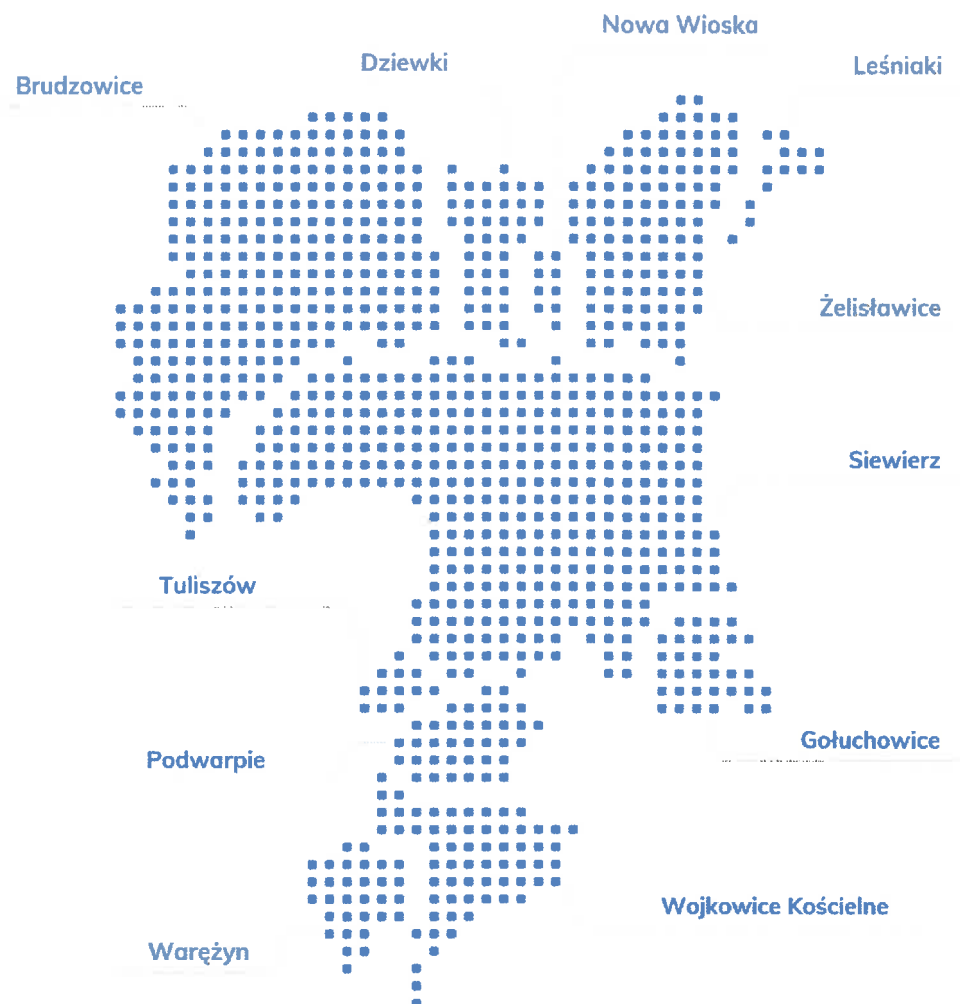 Nowa Wioska
Dziewki
Leśniaki
Brudzowice
Żelisławice
Siewierz
Tuliszów
Gołuchowice
Podwarpie
Wojkowice Kościelne
Warężyn